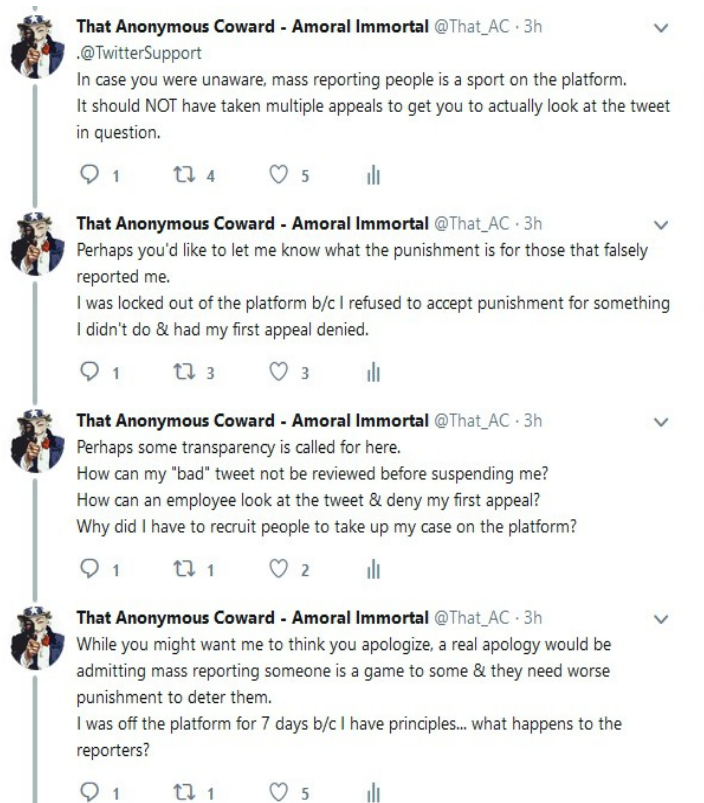 That Anonymous Coward - Amoral Immortal @That_AC · 3h
.@TwitterSupport
In case you were unaware, mass reporting people is a sport on the platform.
It should NOT have taken multiple appeals to get you to actually look at the tweet
in question.
1 4 5
That Anonymous Coward - Amoral Immortal @That_AC · 3h
Perhaps you'd like to let me know what the punishment is for those that falsely
reported me.
I was locked out of the platform b/c I refused to accept punishment for something
I didn't do & had my first appeal denied.
1 3 3
That Anonymous Coward - Amoral Immortal @That_AC · 3h
Perhaps some transparency is called for here.
How can my "bad" tweet not be reviewed before suspending me?
How can an employee look at the tweet & deny my first appeal?
Why did I have to recruit people to take up my case on the platform?
1 1 2
That Anonymous Coward - Amoral Immortal @That_AC · 3h
While you might want me to think you apologize, a real apology would be
admitting mass reporting someone is a game to some & they need worse
punishment to deter them.
I was off the platform for 7 days b/c I have principles... what happens to the
reporters?
1 1 5